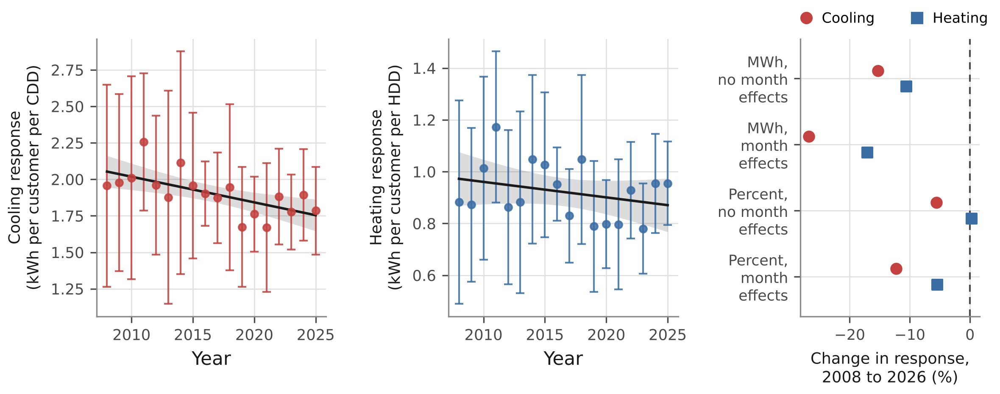 Cooling response
(kWh per customer per CDD)
2.75
2.50
2.25
2.00
1.75
1.50
1.25
2010
2015
2020
2025
Year
Heating response
(kWh per customer per HDD)
1.4
1.2
1.0
0.8
0.6
2010
2015
2020
2025
Year
Cooling
Heating
MWh,
no month
effects
MWh,
month
effects
Percent,
no month
effects
Percent,
month
effects
−20
−10
0
Change in response,
2008 to 2026 (%)